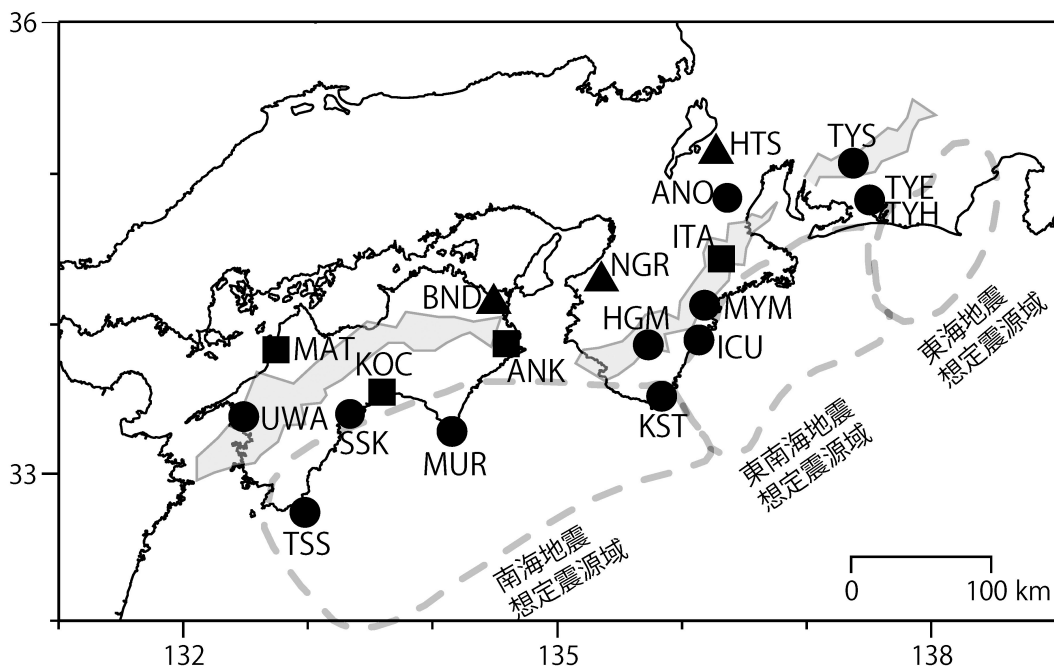 36
HTS
TYS
ANO
TYE
TYH
ITA
NGR
BND
HGM
MYM
MAT
ICU
KOC
ANK
東海地震
想定震源域
UWA
SSK
KST
MUR
東南海地震
想定震源域
33
TSS
南海地震
想定震源域
0
100 km
132
135
138